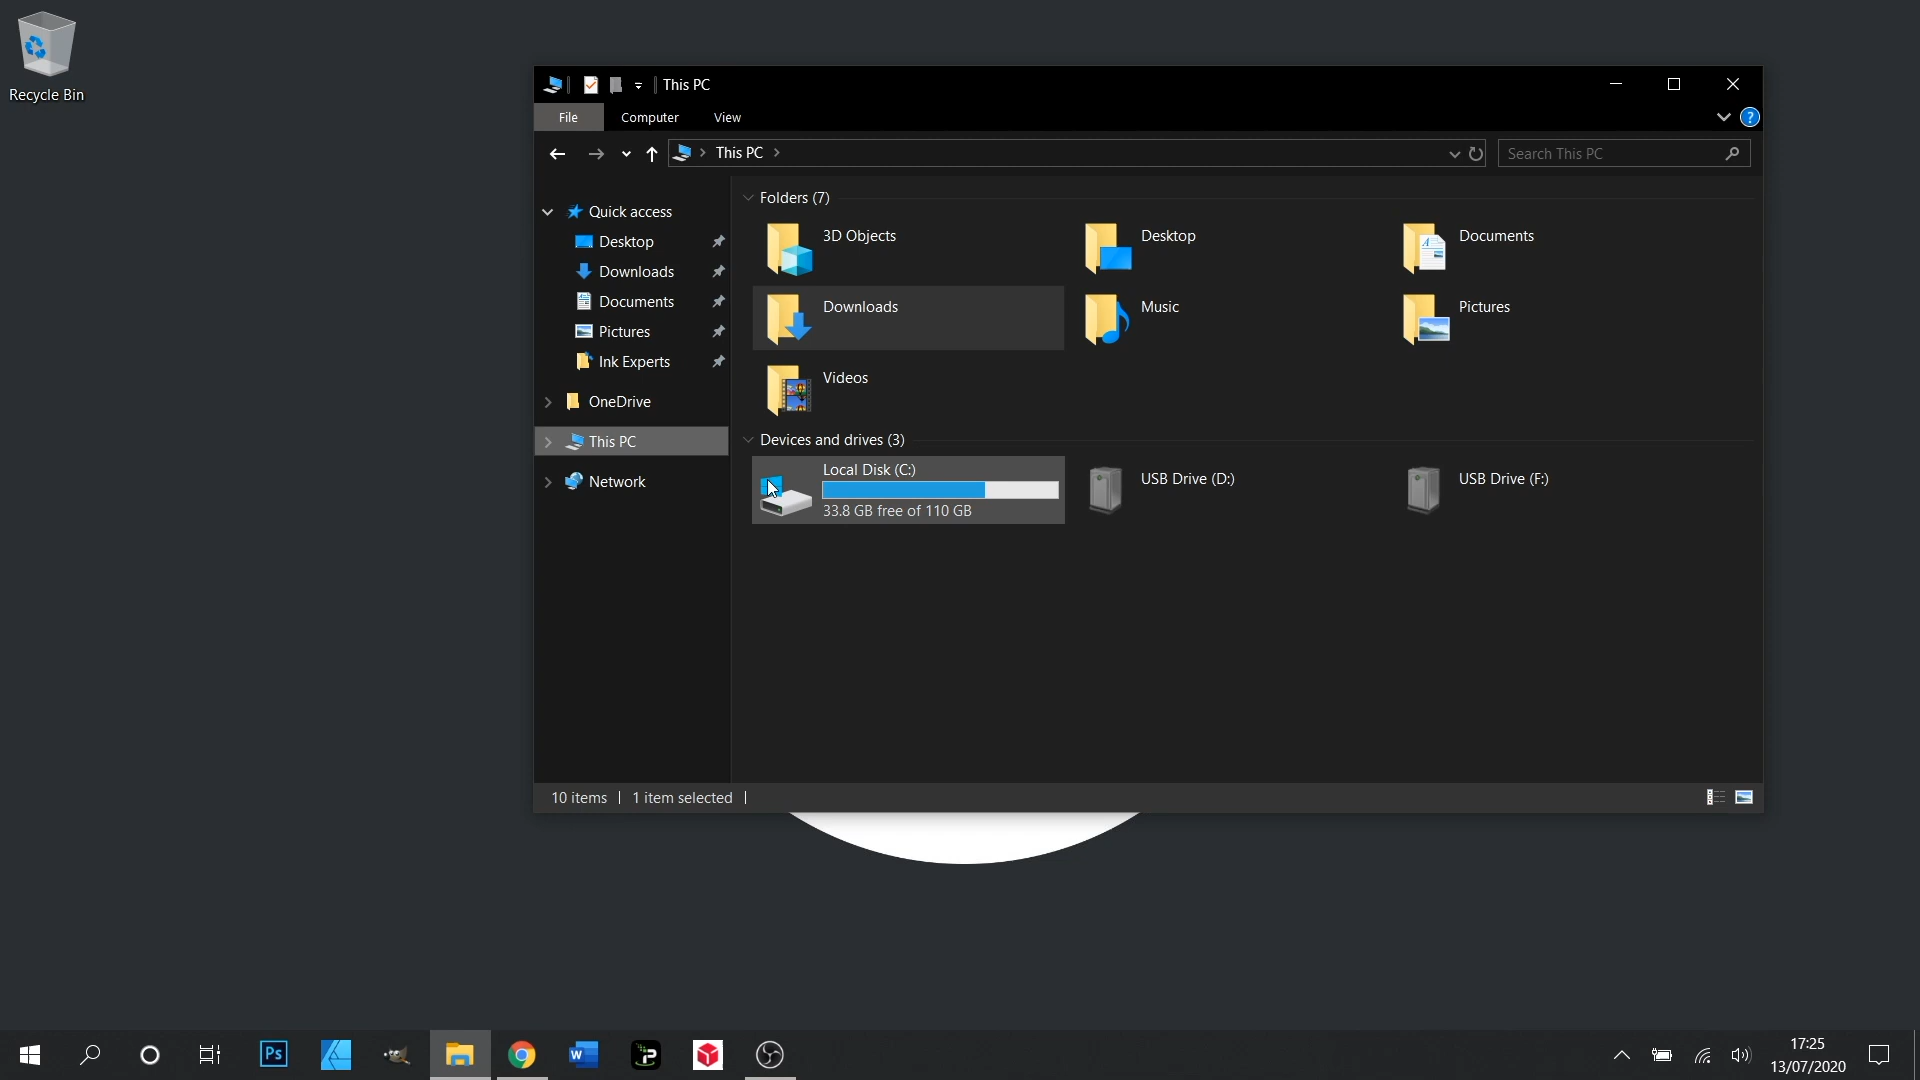 Recycle Bin
This PC
File Computer View
?
This PC
Search This PC
Quick access
Desktop
Downloads
Documents
Pictures
Ink Experts
OneDrive
This PC
Network
Folders (7)
3D Objects
Desktop
Documents
Downloads
Music
Pictures
Videos
Devices and drives (3)
Local Disk (C:)
33.8 GB free of 110 GB
USB Drive (D:)
USB Drive (F:)
10 items
1 item selected
Ps
W
17:25
13/07/2020